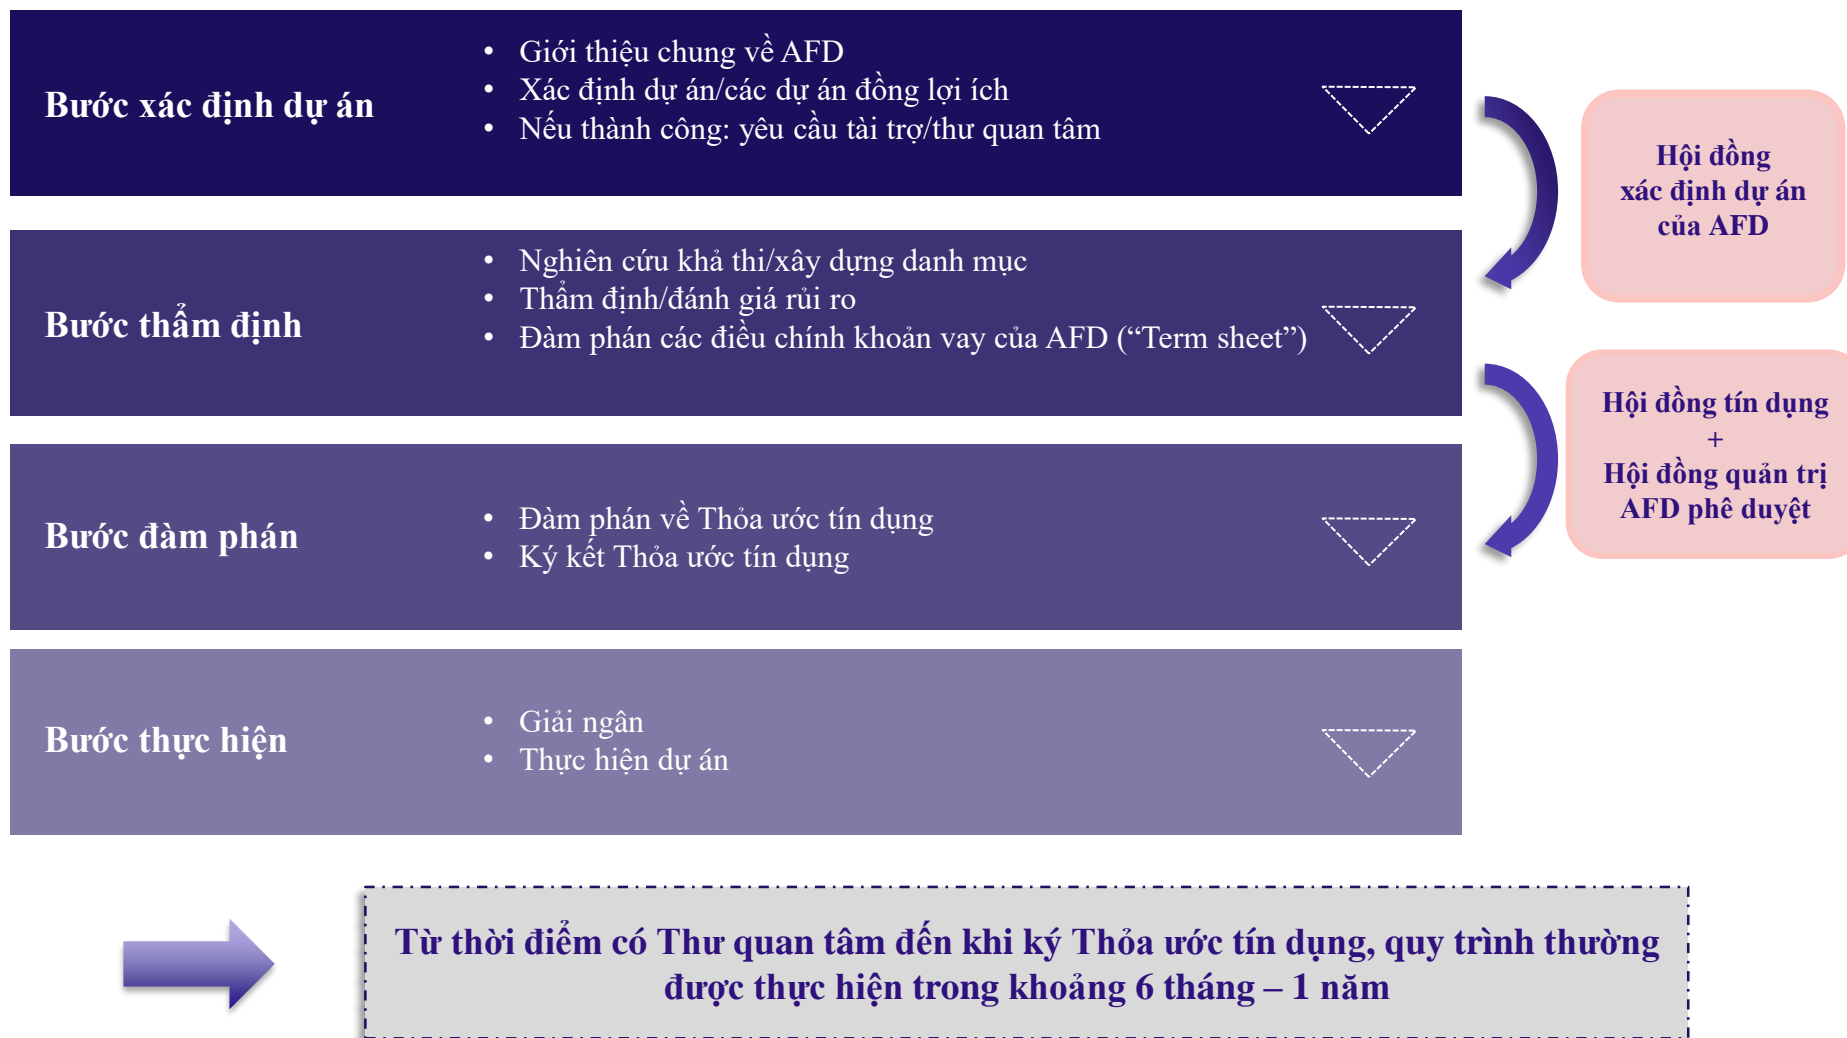 Bước xác định dự án
• Giới thiệu chung về AFD
• Xác định dự án/các dự án đồng lợi ích
• Nếu thành công: yêu cầu tài trợ/thư quan tâm
Hội đồng
xác định dự án
của AFD
Bước thẩm định
• Nghiên cứu khả thi/xây dựng danh mục
• Thẩm định/đánh giá rủi ro
• Đàm phán các điều chính khoản vay của AFD (“Term sheet”)
Hội đồng tín dụng
+
Hội đồng quản trị
AFD phê duyệt
Bước đàm phán
• Đàm phán về Thỏa ước tín dụng
• Ký kết Thỏa ước tín dụng
Bước thực hiện
• Giải ngân
• Thực hiện dự án
Từ thời điểm có Thư quan tâm đến khi ký Thỏa ước tín dụng, quy trình thường
được thực hiện trong khoảng 6 tháng – 1 năm